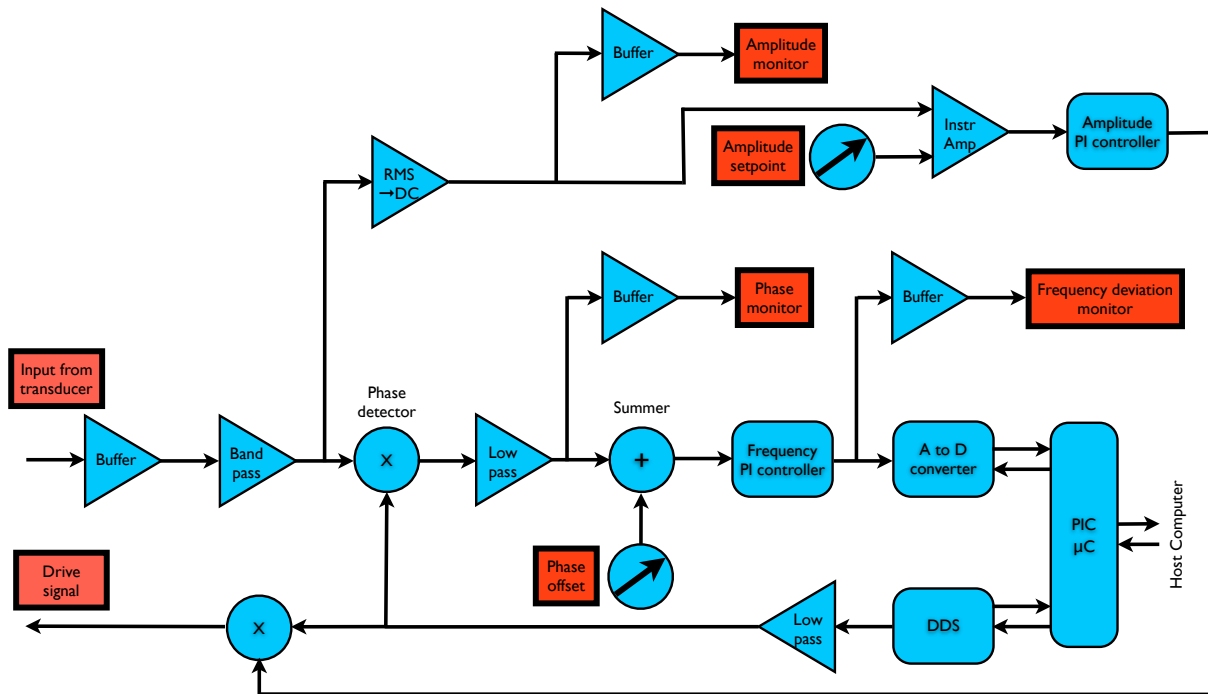 Buffer
Amplitude
monitor
Instr
Amp
Amplitude
PI controller
Amplitude
setpoint
RMS
→DC
Buffer
Phase
monitor
Buffer
Frequency deviation
monitor
Input from
transducer
Phase
detector
Summer
Buffer
Band
pass
x
Low
pass
+
Frequency
PI controller
A to D
converter
PIC
µC
Host Computer
Drive
signal
Phase
offset
x
Low
pass
DDS